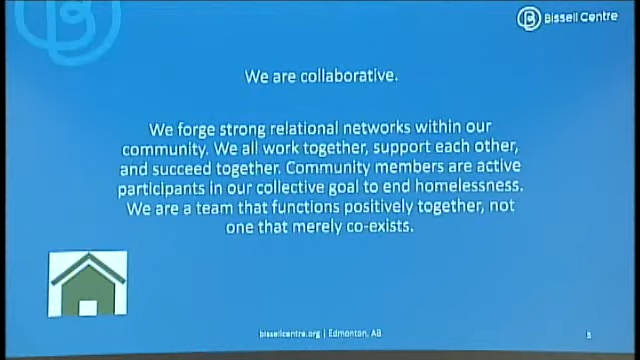 Bissell Centre
We are collaborative.
We forge strong relational networks within our
community. We all work together, support each other,
and succeed together. Community members are active
participants in our collective goal to end homelessness.
We are a team that functions positively together, not
one that merely co-exists.
bissellcentre.org | Edmonton, AB
5